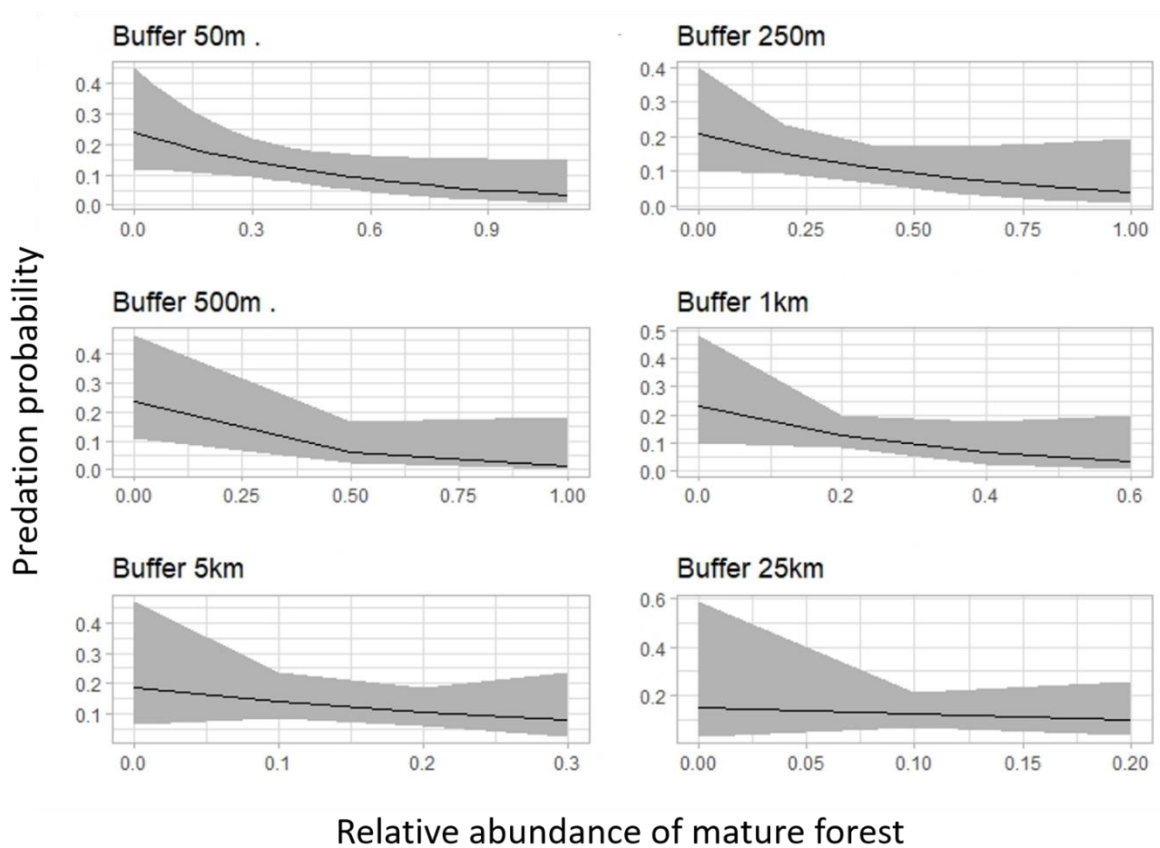 Buffer 50m .
0.4
0.3
0.2
0.1
0.0
0.0 0.3 0.6 0.9
Buffer 250m
0.4
0.3
0.2
0.1
0.0
0.00 0.25 0.50 0.75 1.00
Buffer 500m .
0.4
0.3
0.2
0.1
0.0
0.00 0.25 0.50 0.75 1.00
Buffer 1km
0.5
0.4
0.3
0.2
0.1
0.0
0.0 0.2 0.4 0.6
Buffer 5km
0.4
0.3
0.2
0.1
0.0 0.1 0.2 0.3
Buffer 25km
0.6
0.4
0.2
0.00 0.05 0.10 0.15 0.20
Predation probability
Relative abundance of mature forest